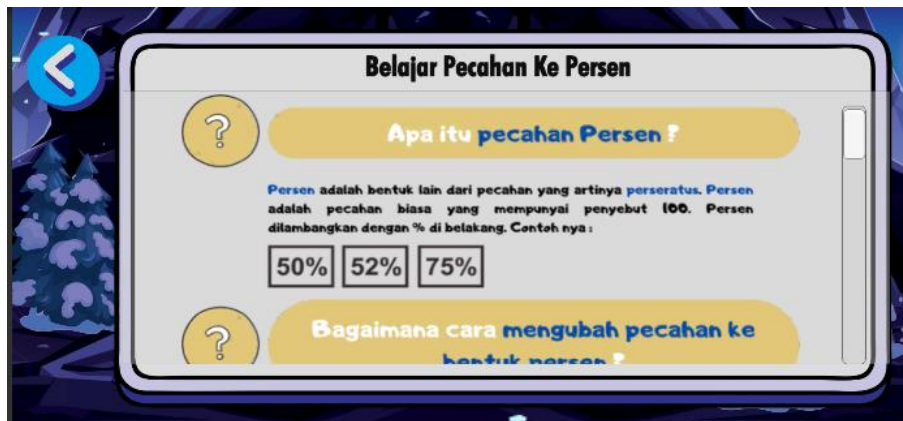 Belajar Pecahan Ke Persen
?
Apa itu pecahan Persen ?
Persen adalah bentuk lain dari pecahan yang artinya perseratus. Persen
adalah pecahan biasa yang mempunyai penyebut 100. Persen
dilambangkan dengan % di belakang. Contoh nya :
50% 52% 75%
?
Bagaimana cara mengubah pecahan ke
bentuk persen ?